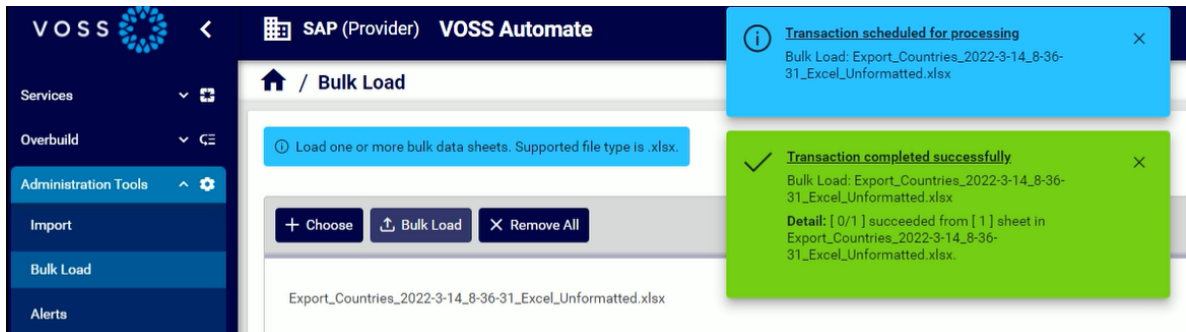 VOSS
SAP (Provider) VOSS Automate
Services
Overbuild
Administration Tools
Import
Bulk Load
Alerts
/ Bulk Load
Load one or more bulk data sheets. Supported file type is .xlsx.
+ Choose
Bulk Load
Remove All
Export_Countries_2022-3-14_8-36-31_Excel_Unformatted.xlsx
Transaction scheduled for processing
Bulk Load: Export_Countries_2022-3-14_8-36-
31_Excel_Unformatted.xlsx
Transaction completed successfully
Bulk Load: Export_Countries_2022-3-14_8-36-
31_Excel_Unformatted.xlsx
Detail: [ 0/1 ] succeeded from [ 1 ] sheet in
Export_Countries_2022-3-14_8-36-
31_Excel_Unformatted.xlsx.